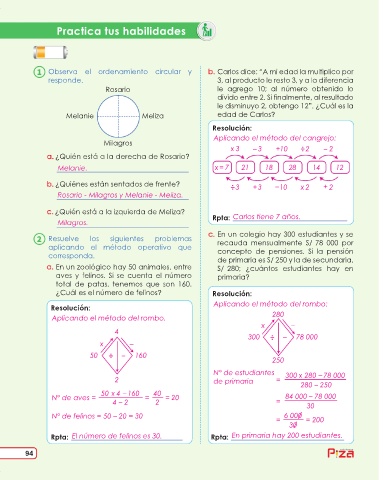 Practica tus habilidades
1 Observa el ordenamiento circular y
responde.
Rosario
Melanie
Meliza
Milagros
a. ¿Quién está a la derecha de Rosario?
Melanie.
b. ¿Quiénes están sentados de frente?
Rosario - Milagros y Melanie - Meliza.
c. ¿Quién está a la izquierda de Meliza?
Milagros.
2 Resuelve los siguientes problemas
aplicando el método operativo que
corresponda.
a. En un zoológico hay 50 animales, entre
aves y felinos. Si se cuenta el número
total de patas, tenemos que son 160.
¿Cuál es el número de felinos?
Resolución:
Aplicando el método del rombo.
4
x –
50 ÷ – 160
2
N° de aves = 50 x 4 – 160 / 4 – 2 = 40 / 2 = 20
N° de felinos = 50 – 20 = 30
Rpta: El número de felinos es 30.
b. Carlos dice: “A mi edad la multiplico por
3, al producto le resto 3, y a la diferencia
le agrego 10; al número obtenido lo
divido entre 2. Si finalmente, al resultado
le disminuyo 2, obtengo 12”. ¿Cuál es la
edad de Carlos?
Resolución:
Aplicando el método del cangrejo:
x 3 – 3 +10 ÷ 2 – 2
x = 7 21 18 28 14 12
÷3 +3 –10 x 2 + 2
Rpta: Carlos tiene 7 años.
c. En un colegio hay 300 estudiantes y se
recauda mensualmente S/ 78 000 por
concepto de pensiones. Si la pensión
de primaria es S/ 250 y la de secundaria,
S/ 280; ¿cuántos estudiantes hay en
primaria?
Resolución:
Aplicando el método del rombo:
280
x
300 ÷ – 78 000
250
N° de estudiantes
de primaria = 300 x 280 – 78 000 / 280 – 250
= 84 000 – 78 000 / 30
= 6 000 / 30 = 200
Rpta: En primaria hay 200 estudiantes.
94